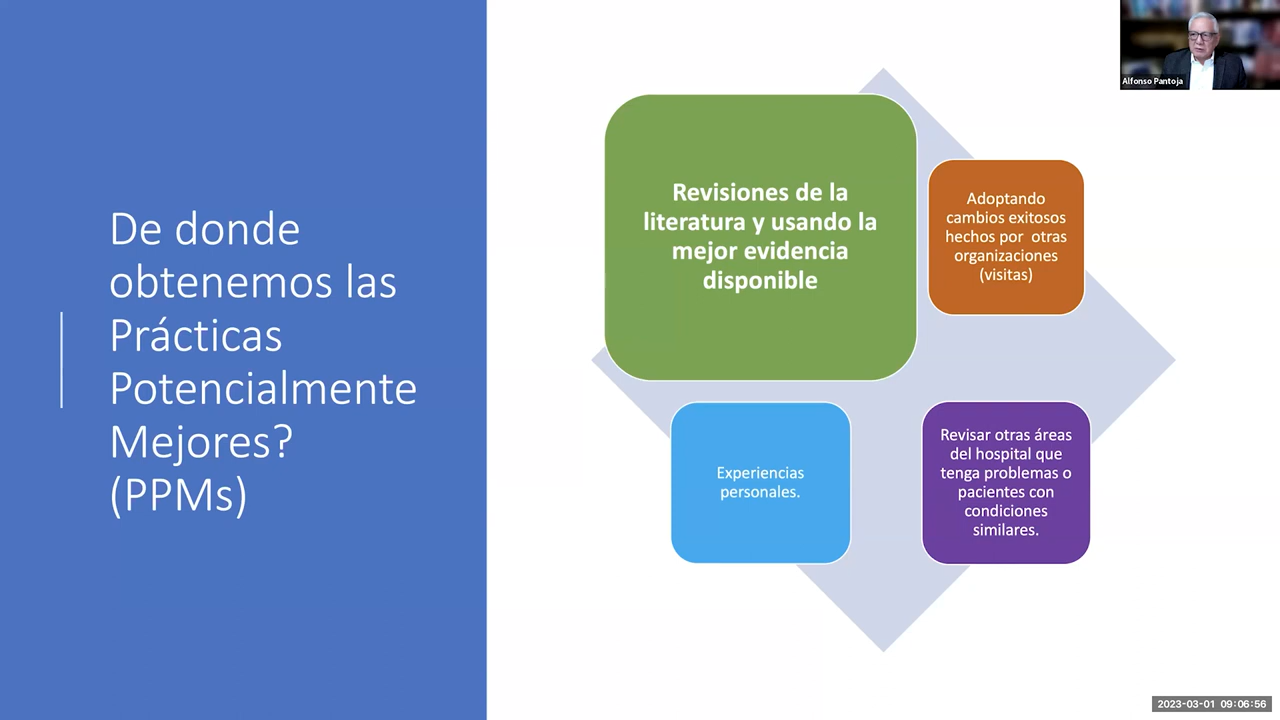 De donde
obtenemos las
Prácticas
Potencialmente
Mejores?
(PPMs)
Revisiones de la
literatura y usando la
mejor evidencia
disponible
Adoptando
cambios exitosos
hechos por otras
organizaciones
(visitas)
Experiencias
personales.
Revisar otras áreas
del hospital que
tenga problemas o
pacientes con
condiciones
similares.
Alfonso Pantoja
2023-03-01 09:06:56